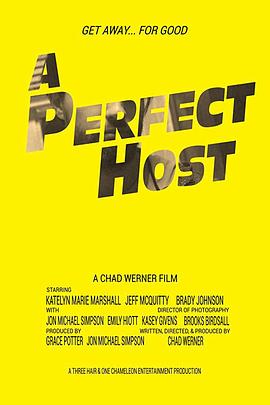 GET AWAY... FOR GOOD
A
PERFECT
HOST
A CHAD WERNER FILM
STARRING
KATELYN MARIE MARSHALL JEFF MCQUITTY BRADY JOHNSON
WITH DIRECTOR OF PHOTOGRAPHY
JON MICHAEL SIMPSON EMILY HIOTT KASEY GIVENS BROOKS BIRDSALL
PRODUCED BY WRITTEN, DIRECTED, & PRODUCED BY
GRACE POTTER JON MICHAEL SIMPSON CHAD WERNER
A THREE HAIR & ONE CHAMELEON ENTERTAINMENT PRODUCTION